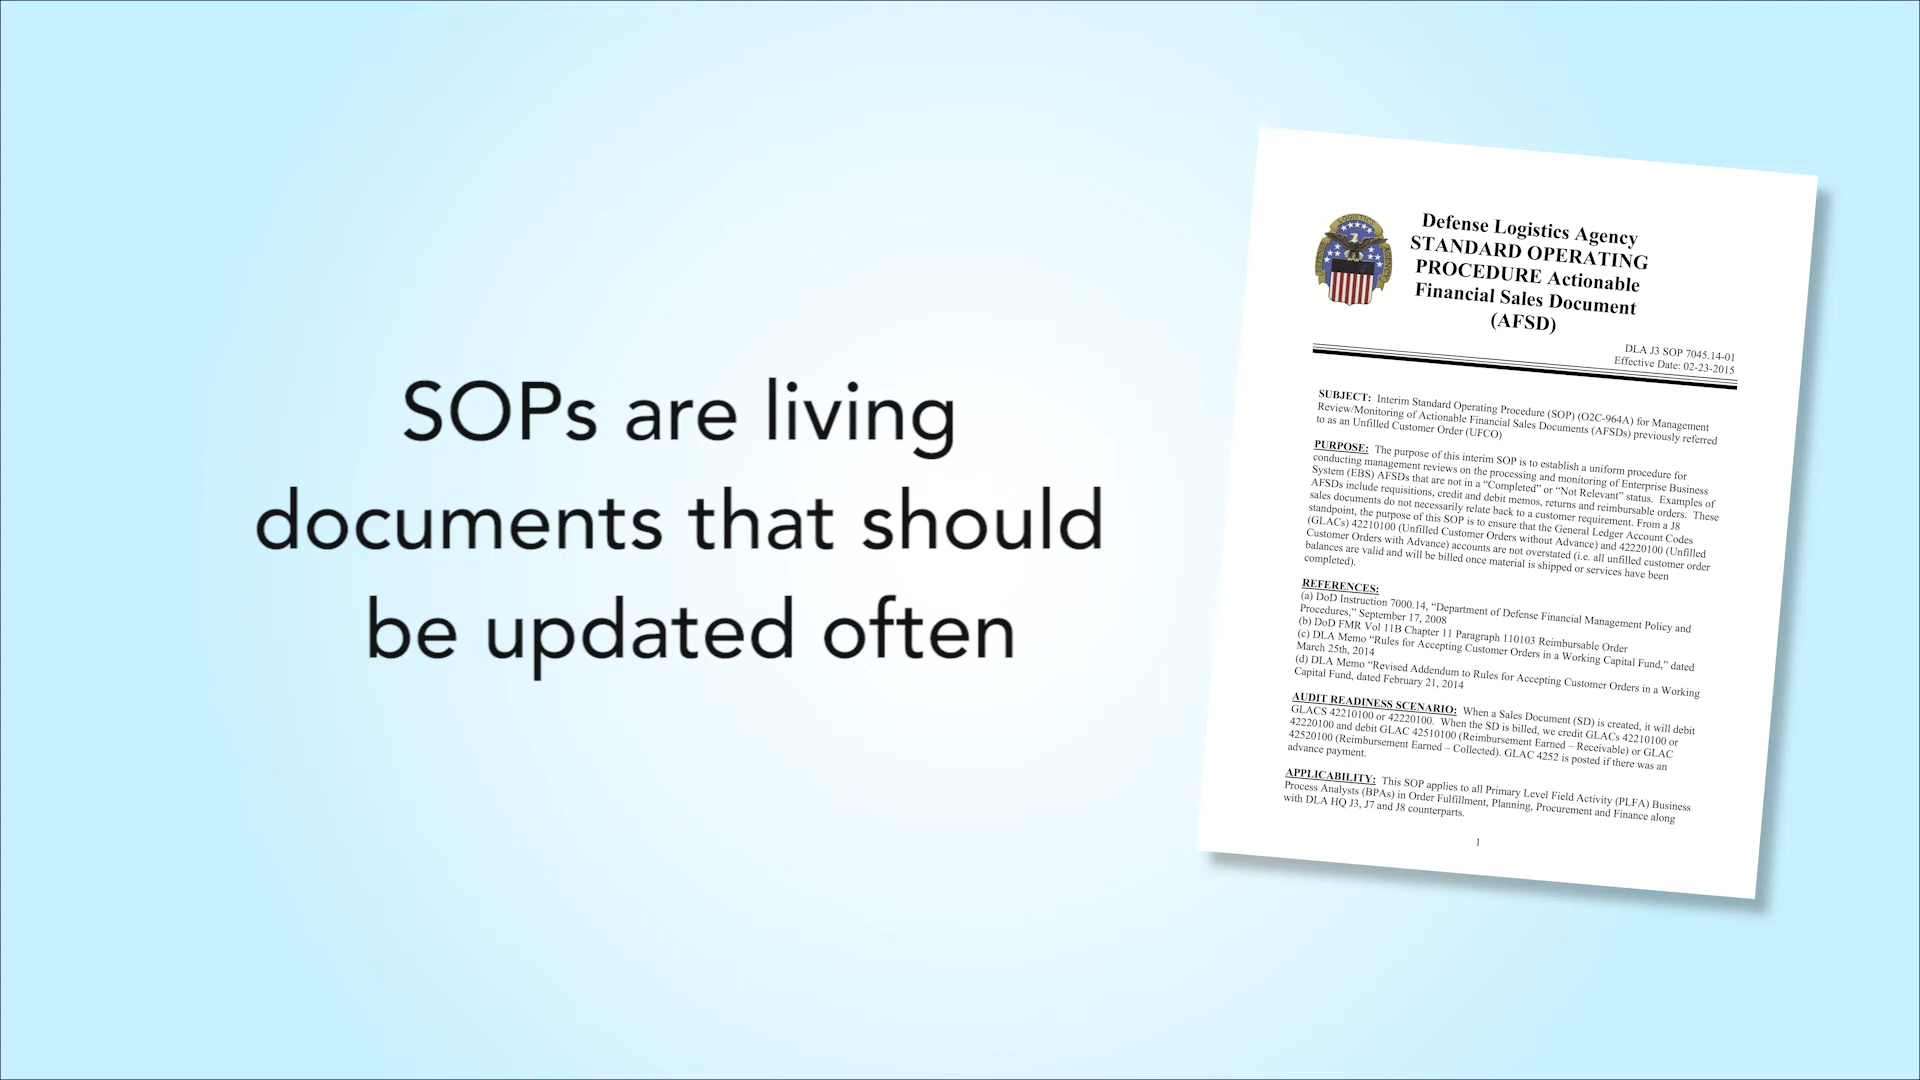 SOPs are living
documents that should
be updated often
Defense Logistics Agency
STANDARD OPERATING
PROCEDURE Actionable
Financial Sales Document
(AFSD)
DLA J3 SOP 7045.14-01
Effective Date: 02-23-2015
SUBJECT: Interim Standard Operating Procedure (SOP) (O2C-964A) for Management
Review/Monitoring of Actionable Financial Sales Documents (AFSDs) previously referred
to as an Unfilled Customer Order (UFCO)
PURPOSE: The purpose of this interim SOP is to establish a uniform procedure for
conducting management reviews on the processing and monitoring of Enterprise Business
System (EBS) AFSDs that are not in a “Completed” or “Not Relevant” status. Examples of
AFSDs include requisitions, credit and debit memos, returns and reimbursable orders. These
sales documents do not necessarily relate back to a customer requirement. From a J8
standpoint, the purpose of this SOP is to ensure that the General Ledger Account Codes
(GLACs) 42210100 (Unfilled Customer Orders without Advance) and 42220100 (Unfilled
Customer Orders with Advance) accounts are not overstated (i.e. all unfilled customer order
balances are valid and will be billed once material is shipped or services have been
completed).
REFERENCES:
(a) DoD Instruction 7000.14, “Department of Defense Financial Management Policy and
Procedures,” September 17, 2008
(b) DoD FMR Vol 11B Chapter 11 Paragraph 110103 Reimbursable Order
(c) DLA Memo “Rules for Accepting Customer Orders in a Working Capital Fund,” dated
March 25th, 2014
(d) DLA Memo “Revised Addendum to Rules for Accepting Customer Orders in a Working
Capital Fund, dated February 21, 2014
AUDIT READINESS SCENARIO: When a Sales Document (SD) is created, it will debit
GLACS 42210100 or 42220100. When the SD is billed, we credit GLACs 42210100 or
42220100 and debit GLAC 42510100 (Reimbursement Earned – Receivable) or GLAC
42520100 (Reimbursement Earned – Collected). GLAC 4252 is posted if there was an
advance payment.
APPLICABILITY: This SOP applies to all Primary Level Field Activity (PLFA) Business
Process Analysts (BPAs) in Order Fulfillment, Planning, Procurement and Finance along
with DLA HQ J3, J7 and J8 counterparts.
1